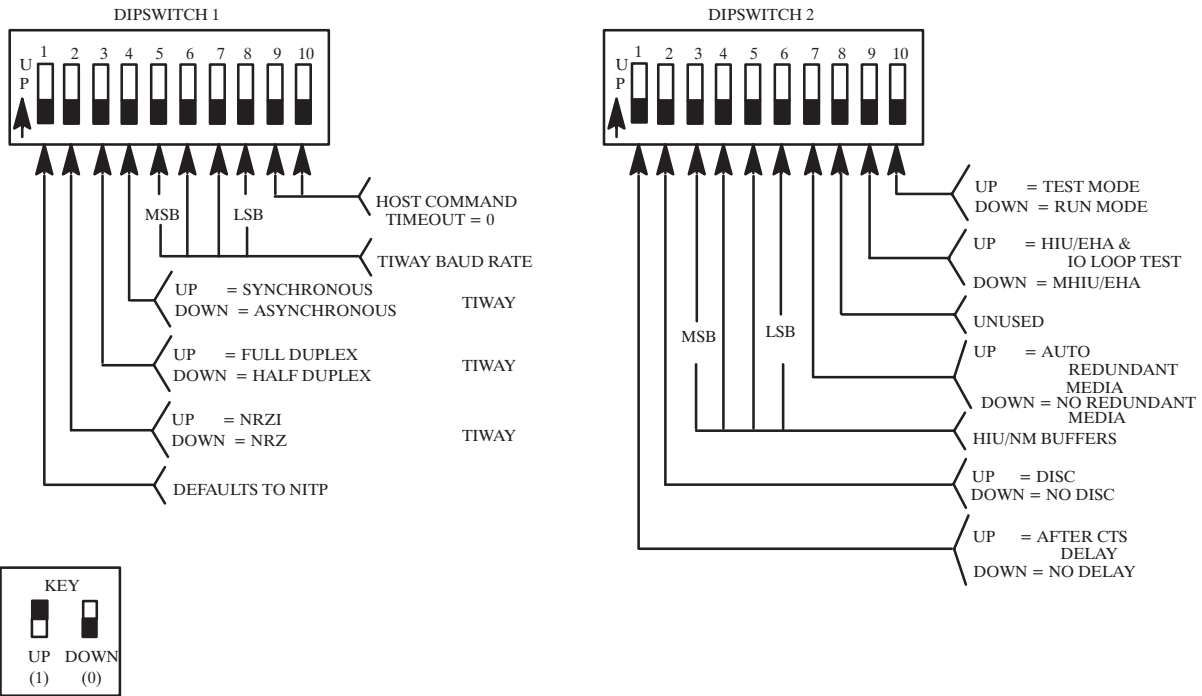 DIPSWITCH 1
U
P
1 2 3 4 5 6 7 8 9 10
MSB
LSB
HOST COMMAND
TIMEOUT = 0
TIWAY BAUD RATE
UP = SYNCHRONOUS
DOWN = ASYNCHRONOUS TIWAY
UP = FULL DUPLEX
DOWN = HALF DUPLEX TIWAY
UP = NRZI
DOWN = NRZ TIWAY
DEFAULTS TO NITP
KEY
UP DOWN
(1) (0)
DIPSWITCH 2
U
P
1 2 3 4 5 6 7 8 9 10
UP = TEST MODE
DOWN = RUN MODE
UP = HIU/EHA &
IO LOOP TEST
DOWN = MHIU/EHA
UNUSED
MSB
LSB
UP = AUTO
REDUNDANT
MEDIA
DOWN = NO REDUNDANT
MEDIA
HIU/NM BUFFERS
UP = DISC
DOWN = NO DISC
UP = AFTER CTS
DELAY
DOWN = NO DELAY